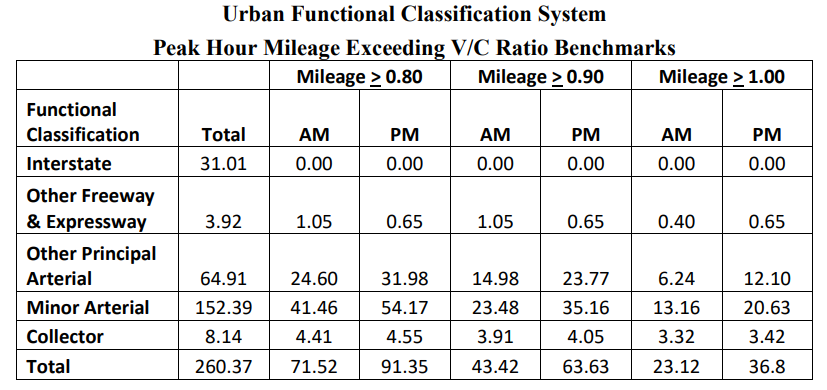 Urban Functional Classification System
Peak Hour Mileage Exceeding V/C Ratio Benchmarks
Mileage ≥ 0.80 Mileage ≥ 0.90 Mileage ≥ 1.00
Functional
Classification Total AM PM AM PM AM PM
Interstate 31.01 0.00 0.00 0.00 0.00 0.00 0.00
Other Freeway
& Expressway 3.92 1.05 0.65 1.05 0.65 0.40 0.65
Other Principal
Arterial 64.91 24.60 31.98 14.98 23.77 6.24 12.10
Minor Arterial 152.39 41.46 54.17 23.48 35.16 13.16 20.63
Collector 8.14 4.41 4.55 3.91 4.05 3.32 3.42
Total 260.37 71.52 91.35 43.42 63.63 23.12 36.8